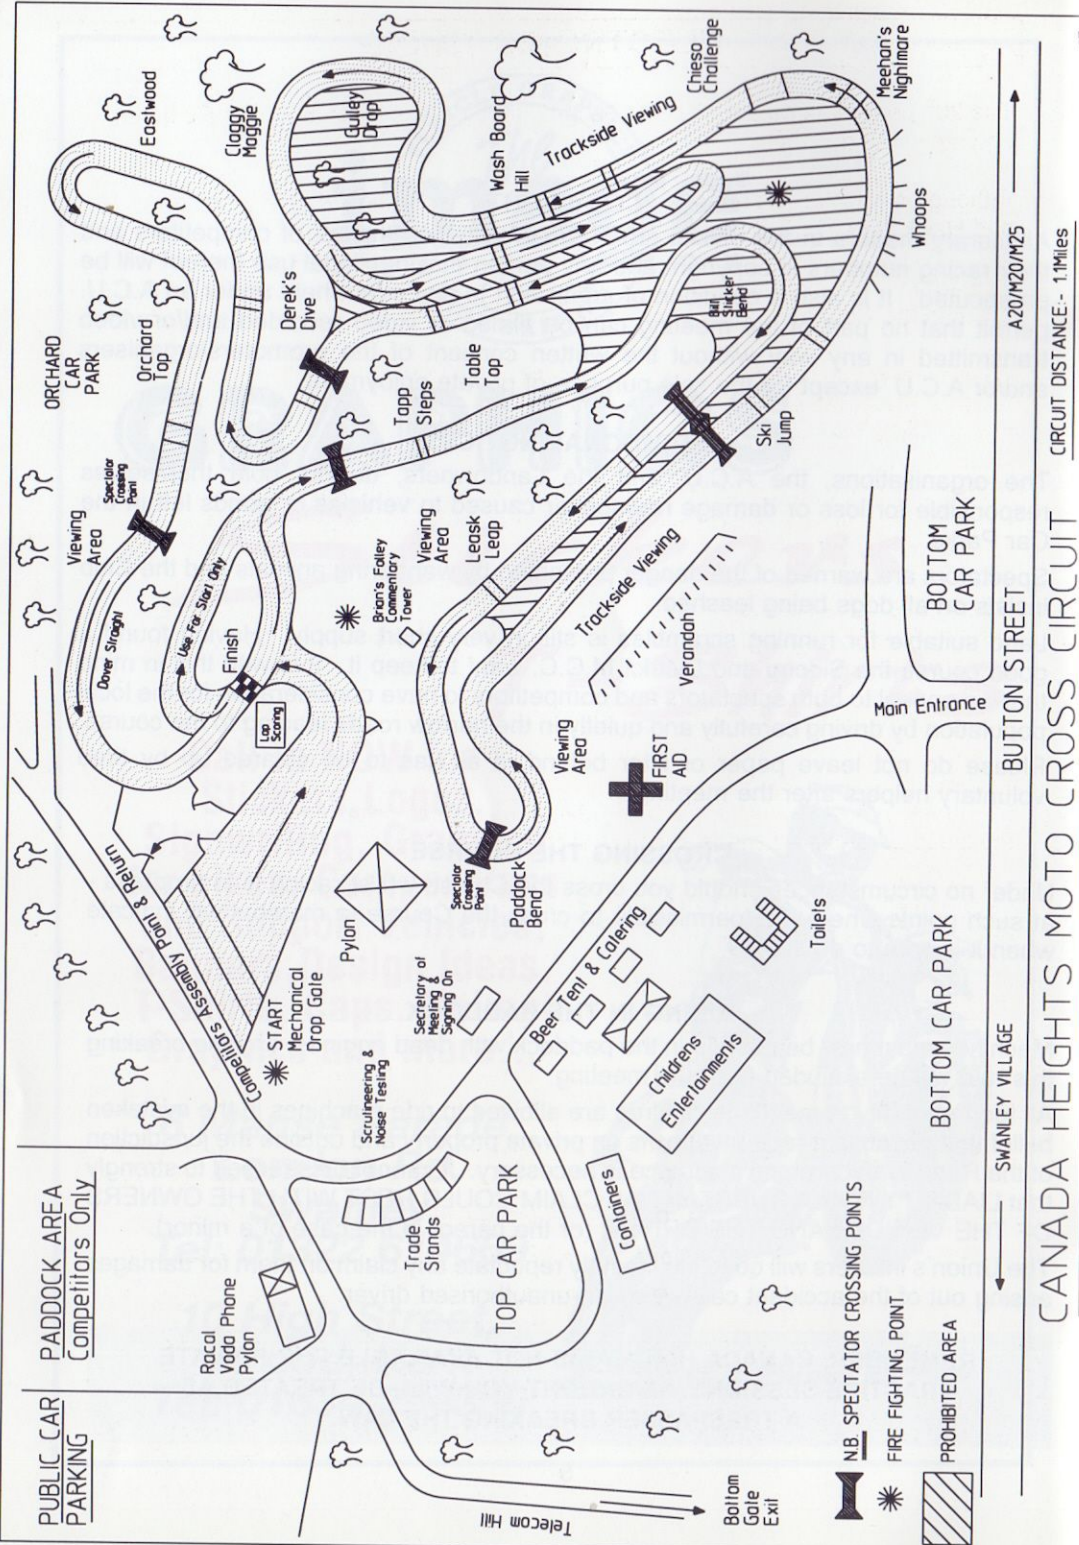 PUBLIC CAR
PARKING
PADDOCK AREA
Competitors Only
Racal
Voda Phone
Pylon
Trade
Stands
TOP CAR PARK
Containers
Telecom Hill
Bottom
Gate
Exit
Competitor's Assembly Point & Return
START
Mechanical
Drop Gate
Scrutineering &
Noise Testing
Secretary of
Meeting &
Signing On
Pylon
Beer Tent & Catering
Childrens
Entertainments
Toilets
BOTTOM CAR PARK
Lap
Scoring
Finish
Use For Start Only
Dover Straight
Viewing
Area
Spectator
Crossing
Point
ORCHARD
CAR
PARK
Orchard
Top
Eastwood
Claggy
Maggie
Derek's
Dive
Gulley
Drop
Wash Board
Hill
Trackside Viewing
Chieso
Challenge
Meehan's
Nightmare
Whoops
Bill
Slicker
Bend
Table
Top
Tapp
Steps
Ski
Jump
Leask
Leap
Viewing
Area
Brian's Folley
Commentary
Tower
Trackside Viewing
'Verandah'
Viewing
Area
FIRST
AID
Spectator
Crossing
Point
Paddock
Bend
Main Entrance
BOTTOM
CAR PARK
BUTTON STREET
SWANLEY VILLAGE
A20/M20/M25
N.B. SPECTATOR CROSSING POINTS
FIRE FIGHTING POINT
PROHIBITED AREA
CANADA HEIGHTS MOTO CROSS CIRCUIT
CIRCUIT DISTANCE:- 1.1Miles